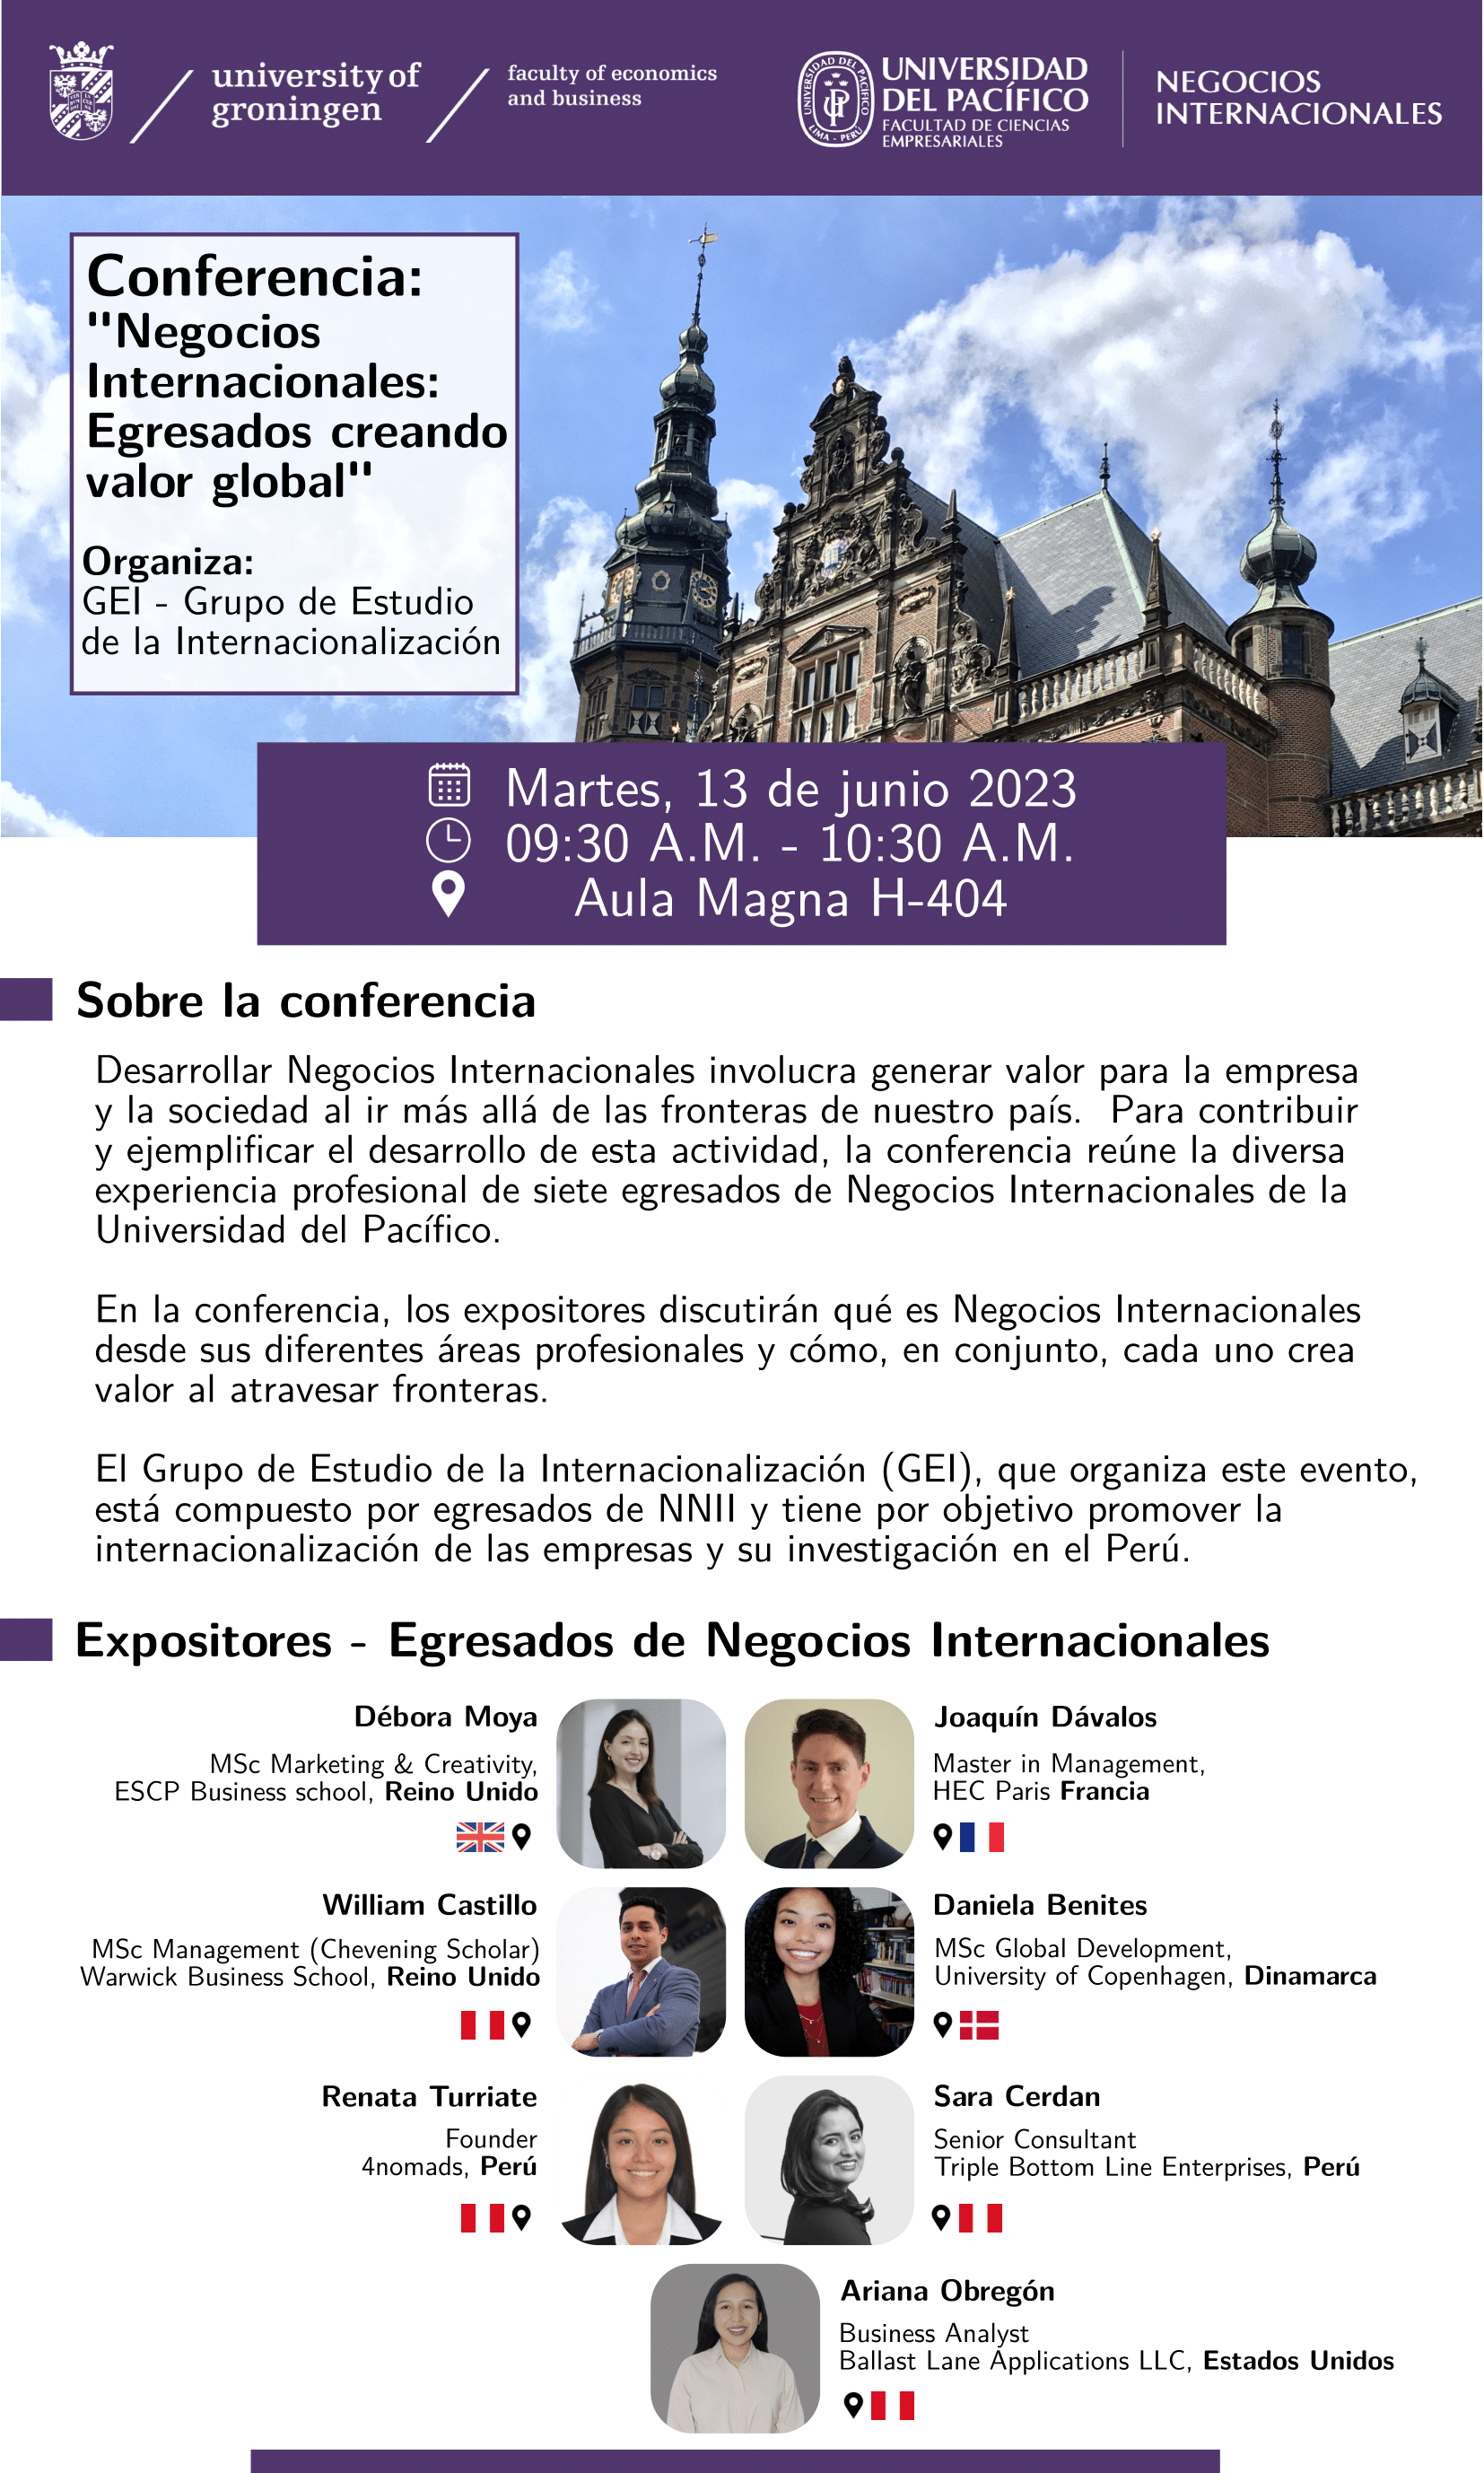 university of
groningen
faculty of economics
and business
UNIVERSIDAD DEL PACÍFICO
LIMA - PERÚ
UNIVERSIDAD
DEL PACÍFICO
FACULTAD DE CIENCIAS
EMPRESARIALES
NEGOCIOS
INTERNACIONALES
Conferencia:
"Negocios
Internacionales:
Egresados creando
valor global"
Organiza:
GEI - Grupo de Estudio
de la Internacionalización
Martes, 13 de junio 2023
09:30 A.M. - 10:30 A.M.
Aula Magna H-404
Sobre la conferencia
Desarrollar Negocios Internacionales involucra generar valor para la empresa
y la sociedad al ir más allá de las fronteras de nuestro país. Para contribuir
y ejemplificar el desarrollo de esta actividad, la conferencia reúne la diversa
experiencia profesional de siete egresados de Negocios Internacionales de la
Universidad del Pacífico.
En la conferencia, los expositores discutirán qué es Negocios Internacionales
desde sus diferentes áreas profesionales y cómo, en conjunto, cada uno crea
valor al atravesar fronteras.
El Grupo de Estudio de la Internacionalización (GEI), que organiza este evento,
está compuesto por egresados de NNII y tiene por objetivo promover la
internacionalización de las empresas y su investigación en el Perú.
Expositores - Egresados de Negocios Internacionales
Débora Moya
MSc Marketing & Creativity,
ESCP Business school, Reino Unido
Joaquín Dávalos
Master in Management,
HEC Paris Francia
William Castillo
MSc Management (Chevening Scholar)
Warwick Business School, Reino Unido
Daniela Benites
MSc Global Development,
University of Copenhagen, Dinamarca
Renata Turriate
Founder
4nomads, Perú
Sara Cerdan
Senior Consultant
Triple Bottom Line Enterprises, Perú
Ariana Obregón
Business Analyst
Ballast Lane Applications LLC, Estados Unidos